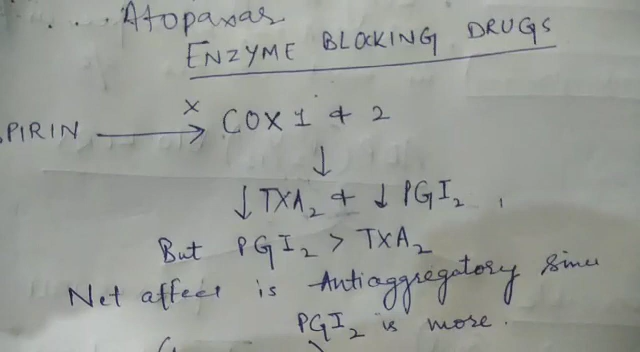 .... Atopaxar
ENZYME BLOCKING DRUGS
PIRIN ⟶ x COX 1 & 2
↓
↓ TXA₂ & ↓ PGI₂ ,
But PGI₂ > TXA₂
Net affect is Antiaggregatory since
PGI₂ is more.